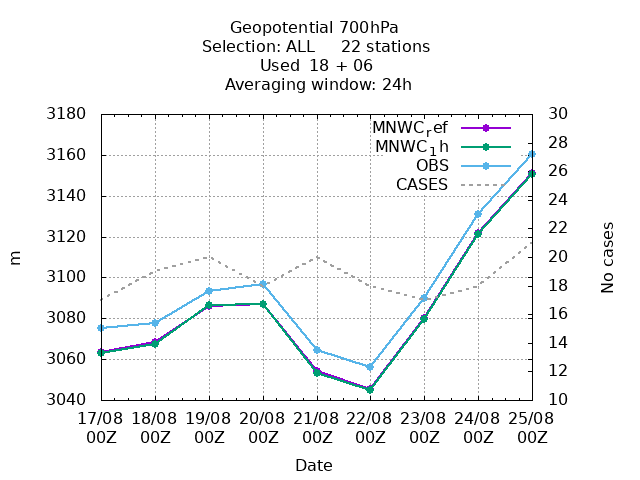 Geopotential 700hPa
Selection: ALL     22 stations
Used  18 + 06
Averaging window: 24h
3180
3160
3140
3120
3100
3080
3060
3040
30
28
26
24
22
20
18
16
14
12
10
m
No cases
MNWCref
MNWC1h
OBS
CASES
17/08 18/08 19/08 20/08 21/08 22/08 23/08 24/08 25/08
00Z 00Z 00Z 00Z 00Z 00Z 00Z 00Z 00Z
Date